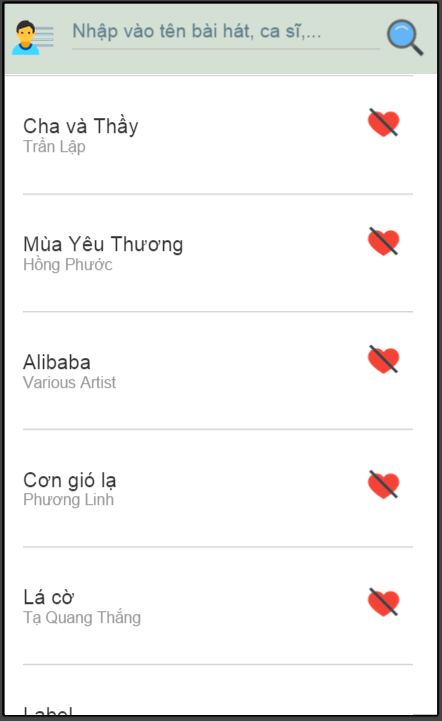 Nhập vào tên bài hát, ca sĩ,...
Cha và Thầy
Trần Lập
Mùa Yêu Thương
Hồng Phước
Alibaba
Various Artist
Cơn gió lạ
Phương Linh
Lá cờ
Tạ Quang Thắng
Label